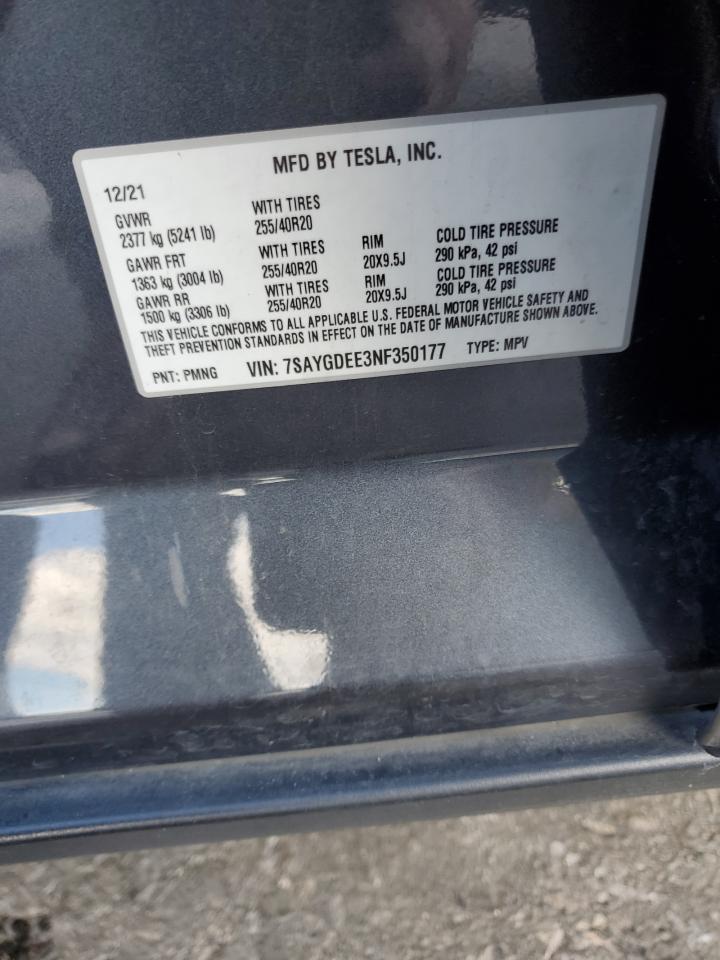 MFD BY TESLA, INC.
12/21
GVWR WITH TIRES
2377 kg (5241 lb) 255/40R20
GAWR FRT WITH TIRES RIM COLD TIRE PRESSURE
1363 kg (3004 lb) 255/40R20 20X9.5J 290 kPa, 42 psi
GAWR RR WITH TIRES RIM COLD TIRE PRESSURE
1500 kg (3306 lb) 255/40R20 20X9.5J 290 kPa, 42 psi
THIS VEHICLE CONFORMS TO ALL APPLICABLE U.S. FEDERAL MOTOR VEHICLE SAFETY AND
THEFT PREVENTION STANDARDS IN EFFECT ON THE DATE OF MANUFACTURE SHOWN ABOVE.
PNT: PMNG VIN: 7SAYGDEE3NF350177 TYPE: MPV